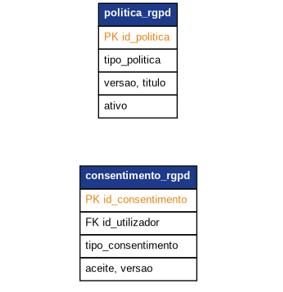 politica_rgpd
PK id_politica
tipo_politica
versao, titulo
ativo
consentimento_rgpd
PK id_consentimento
FK id_utilizador
tipo_consentimento
aceite, versao